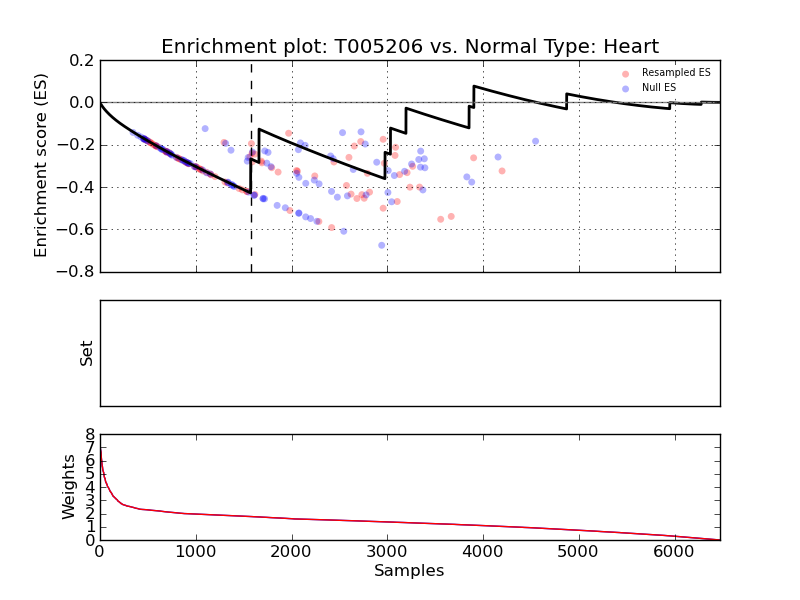 Enrichment plot: T005206 vs. Normal Type: Heart
Enrichment score (ES)
0.2
0.0
−0.2
−0.4
−0.6
−0.8
Resampled ES
Null ES
Set
Weights
8
7
6
5
4
3
2
1
0
0 1000 2000 3000 4000 5000 6000
Samples